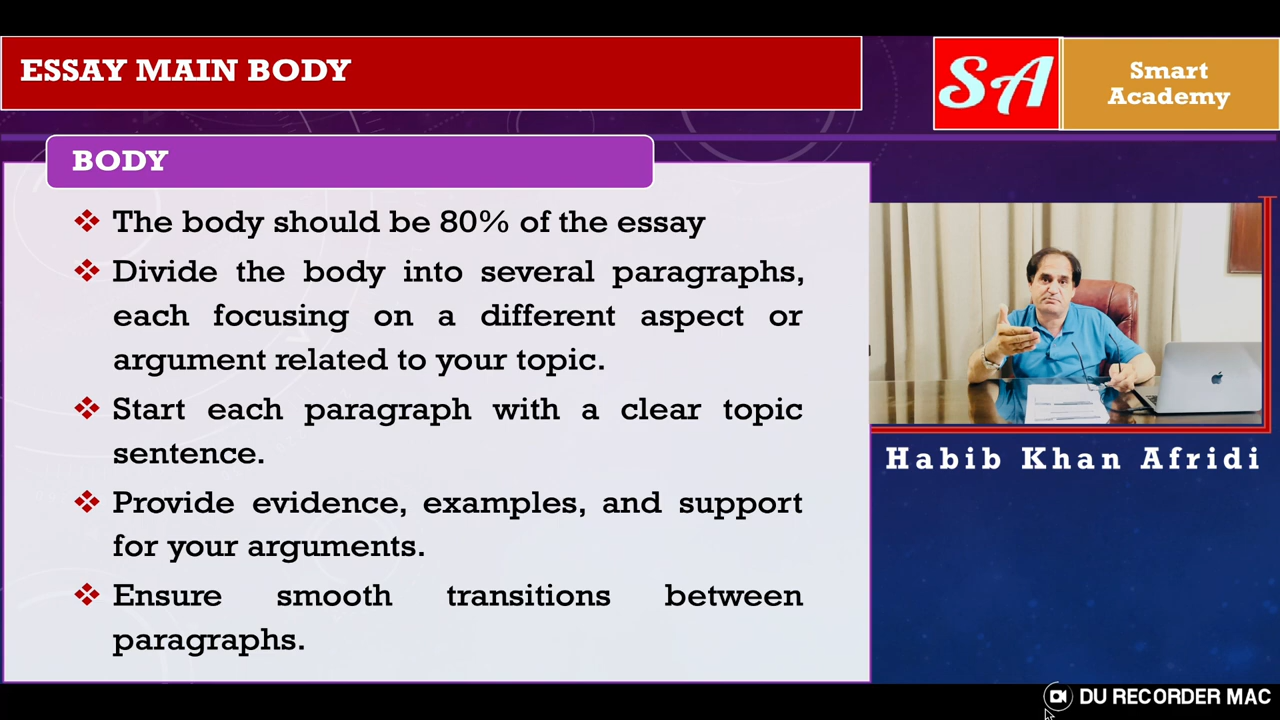 ESSAY MAIN BODY
SA
Smart
Academy
BODY
❖ The body should be 80% of the essay
❖ Divide the body into several paragraphs,
each focusing on a different aspect or
argument related to your topic.
❖ Start each paragraph with a clear topic
sentence.
❖ Provide evidence, examples, and support
for your arguments.
❖ Ensure smooth transitions between
paragraphs.
Habib Khan Afridi
DU RECORDER MAC